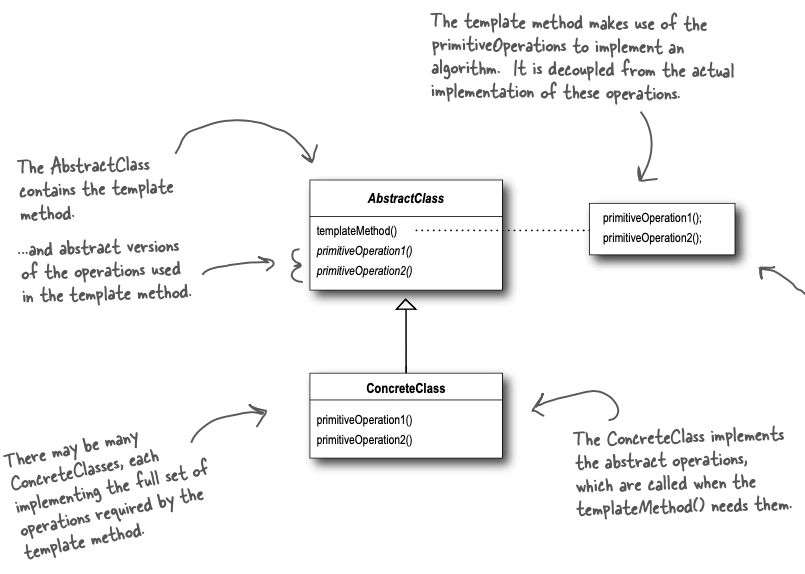 The template method makes use of the
primitiveOperations to implement an
algorithm. It is decoupled from the actual
implementation of these operations.
The AbstractClass
contains the template
method.
...and abstract versions
of the operations used
in the template method.
AbstractClass
templateMethod()
primitiveOperation1()
primitiveOperation2()
primitiveOperation1();
primitiveOperation2();
ConcreteClass
primitiveOperation1()
primitiveOperation2()
There may be many
ConcreteClasses, each
implementing the full set of
operations required by the
template method.
The ConcreteClass implements
the abstract operations,
which are called when the
templateMethod() needs them.